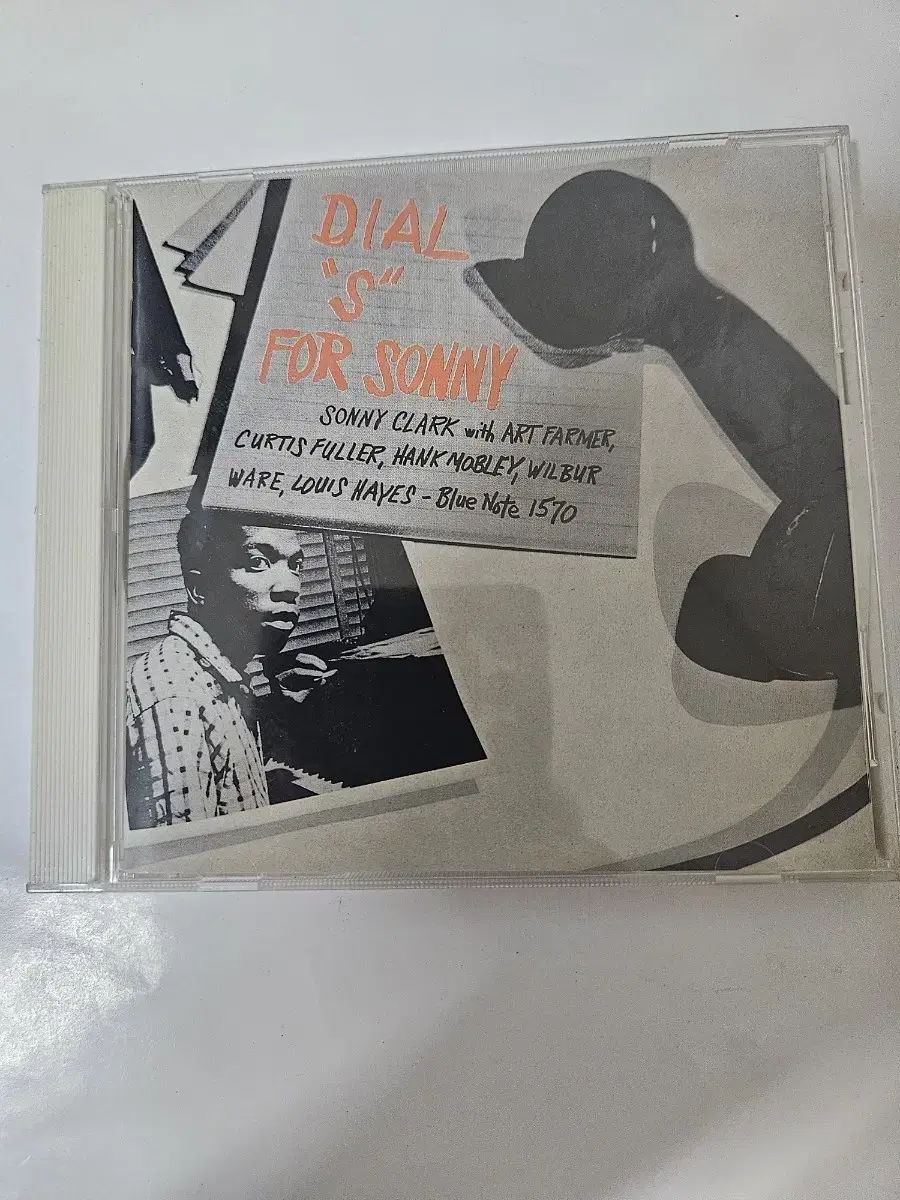 DIAL
"S"
FOR SONNY
SONNY CLARK with ART FARMER,
CURTIS FULLER, HANK MOBLEY, WILBUR
WARE, LOUIS HAYES – Blue Note 1570